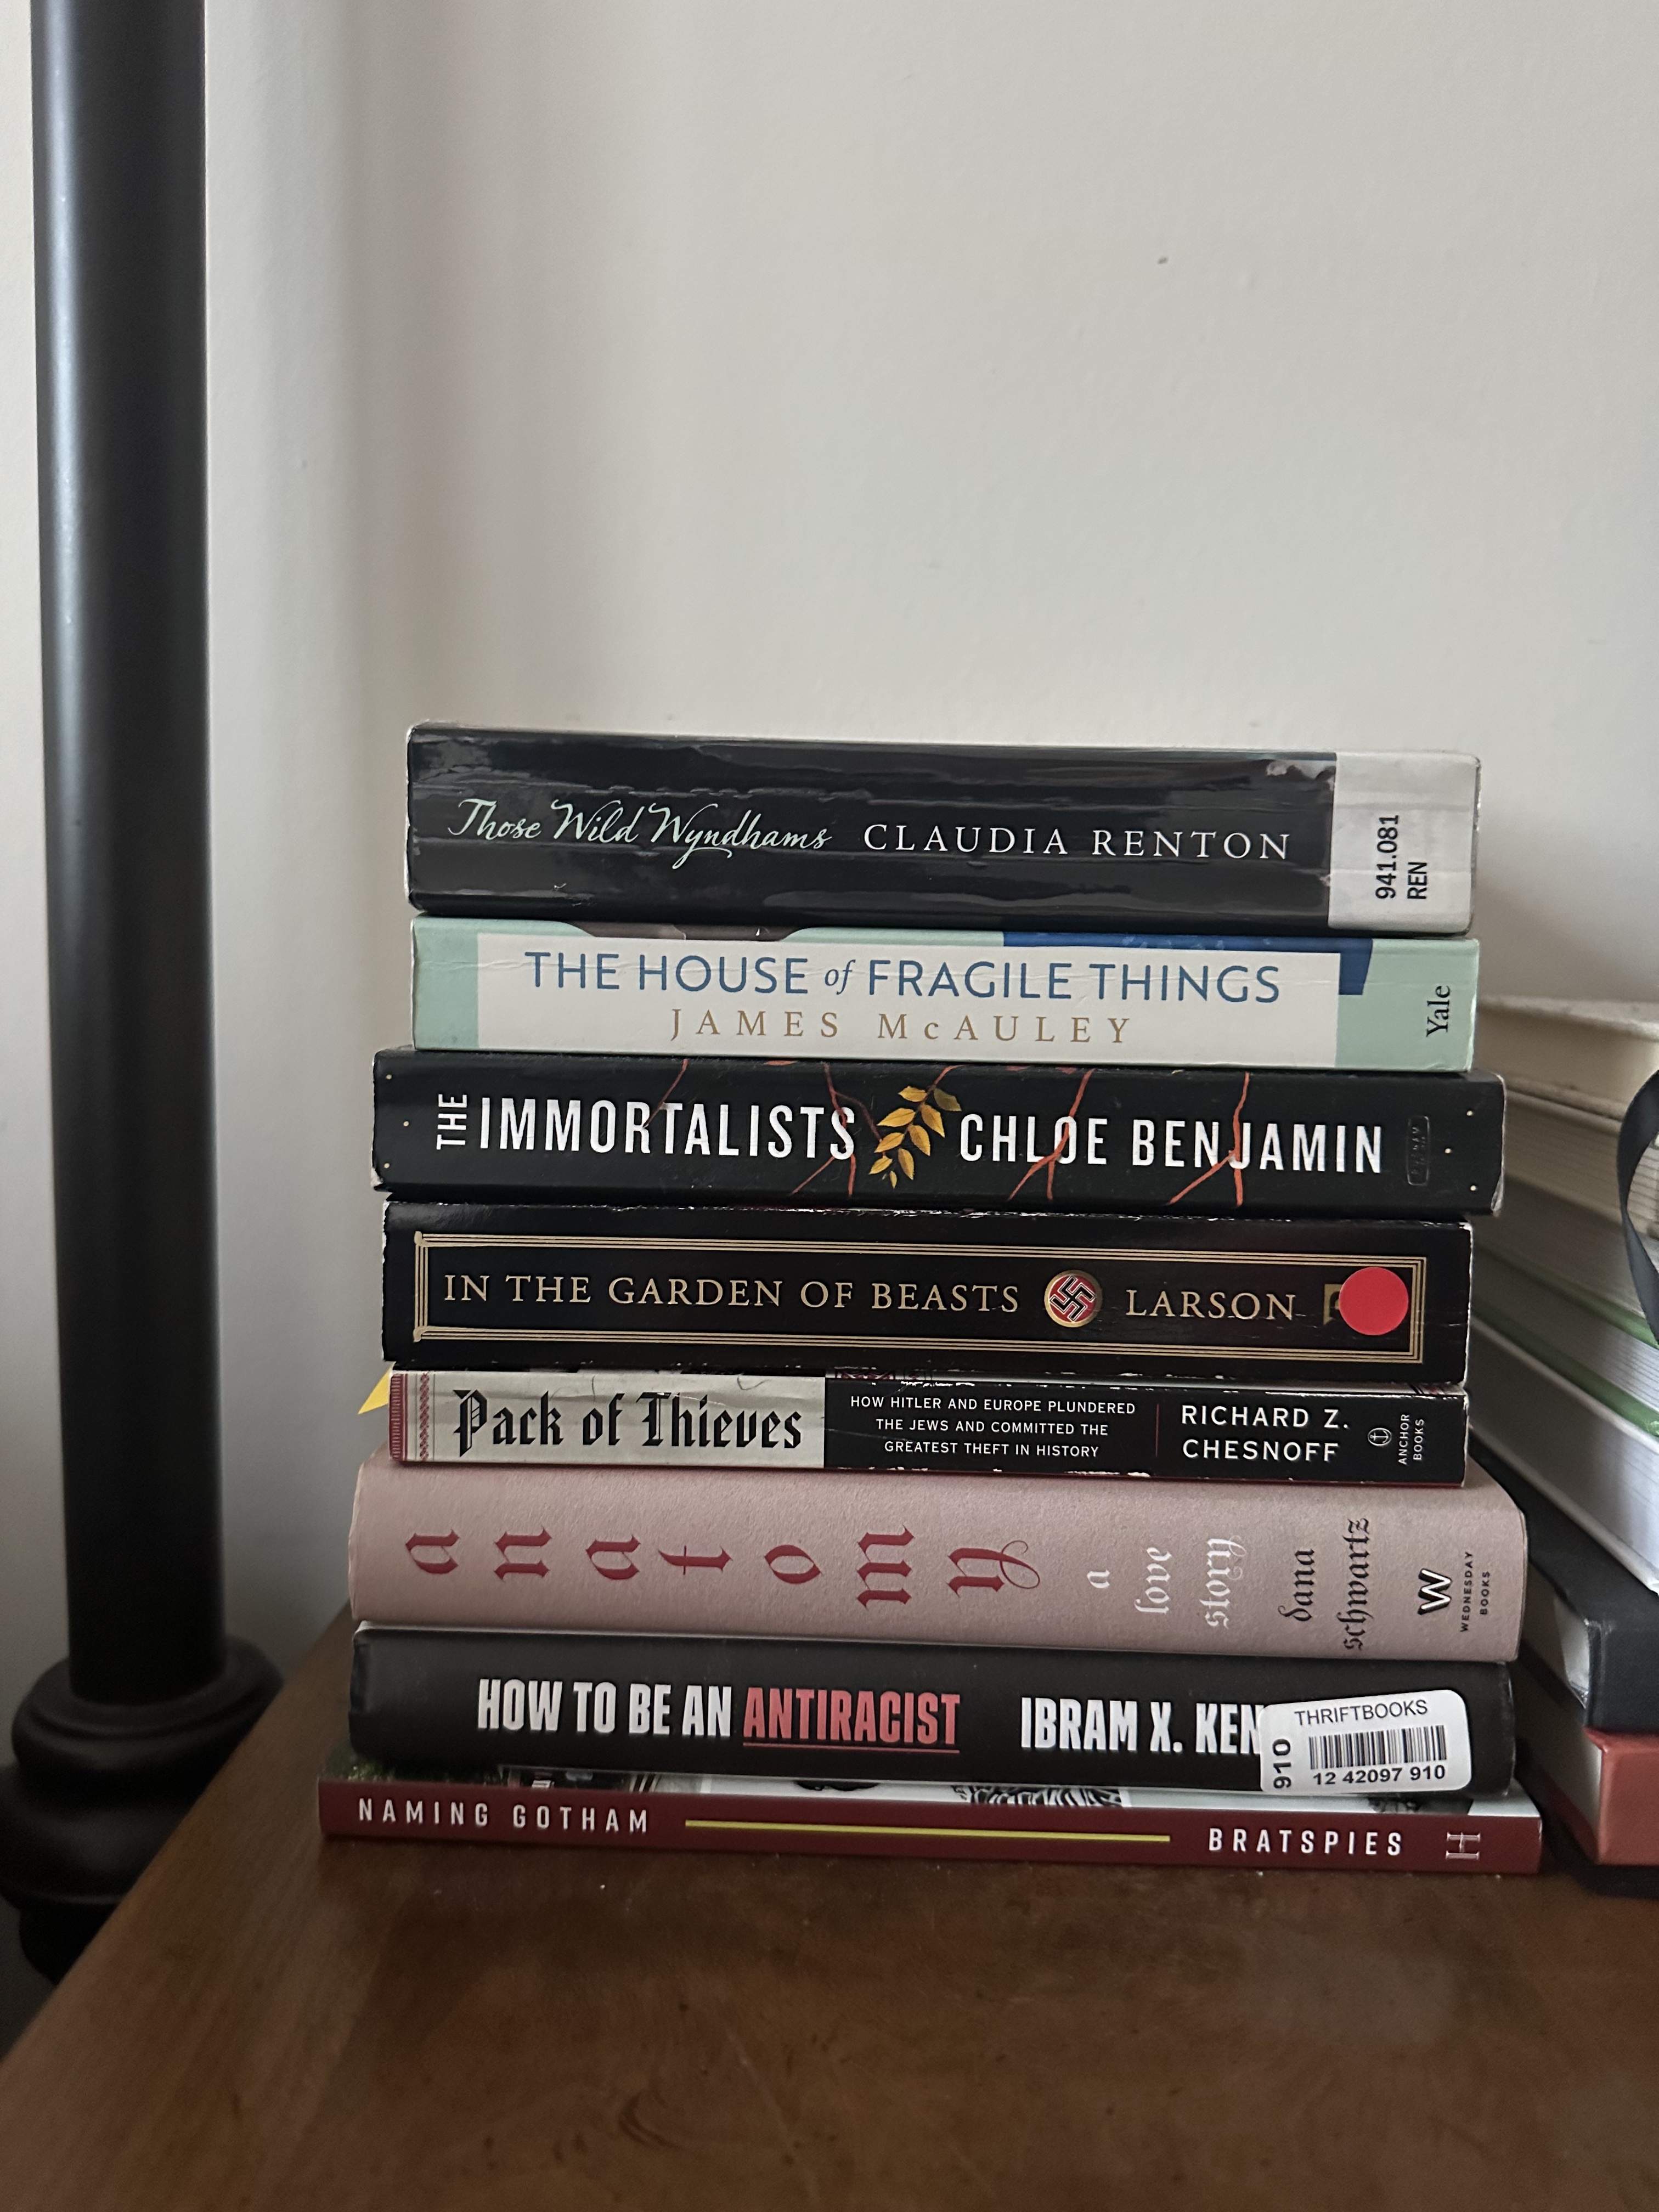 Those Wild Wyndhams CLAUDIA RENTON
941.081
REN
THE HOUSE of FRAGILE THINGS
JAMES McAULEY
Yale
THE IMMORTALISTS CHLOE BENJAMIN
IN THE GARDEN OF BEASTS LARSON
Pack of Thieves
HOW HITLER AND EUROPE PLUNDERED
THE JEWS AND COMMITTED THE
GREATEST THEFT IN HISTORY
RICHARD Z.
CHESNOFF
ANCHOR
BOOKS
anatomy
a
love
story
dana
schwartz
W
WEDNESDAY
BOOKS
HOW TO BE AN ANTIRACIST IBRAM X. KEN
THRIFTBOOKS
910
12 42097 910
NAMING GOTHAM BRATSPIES H